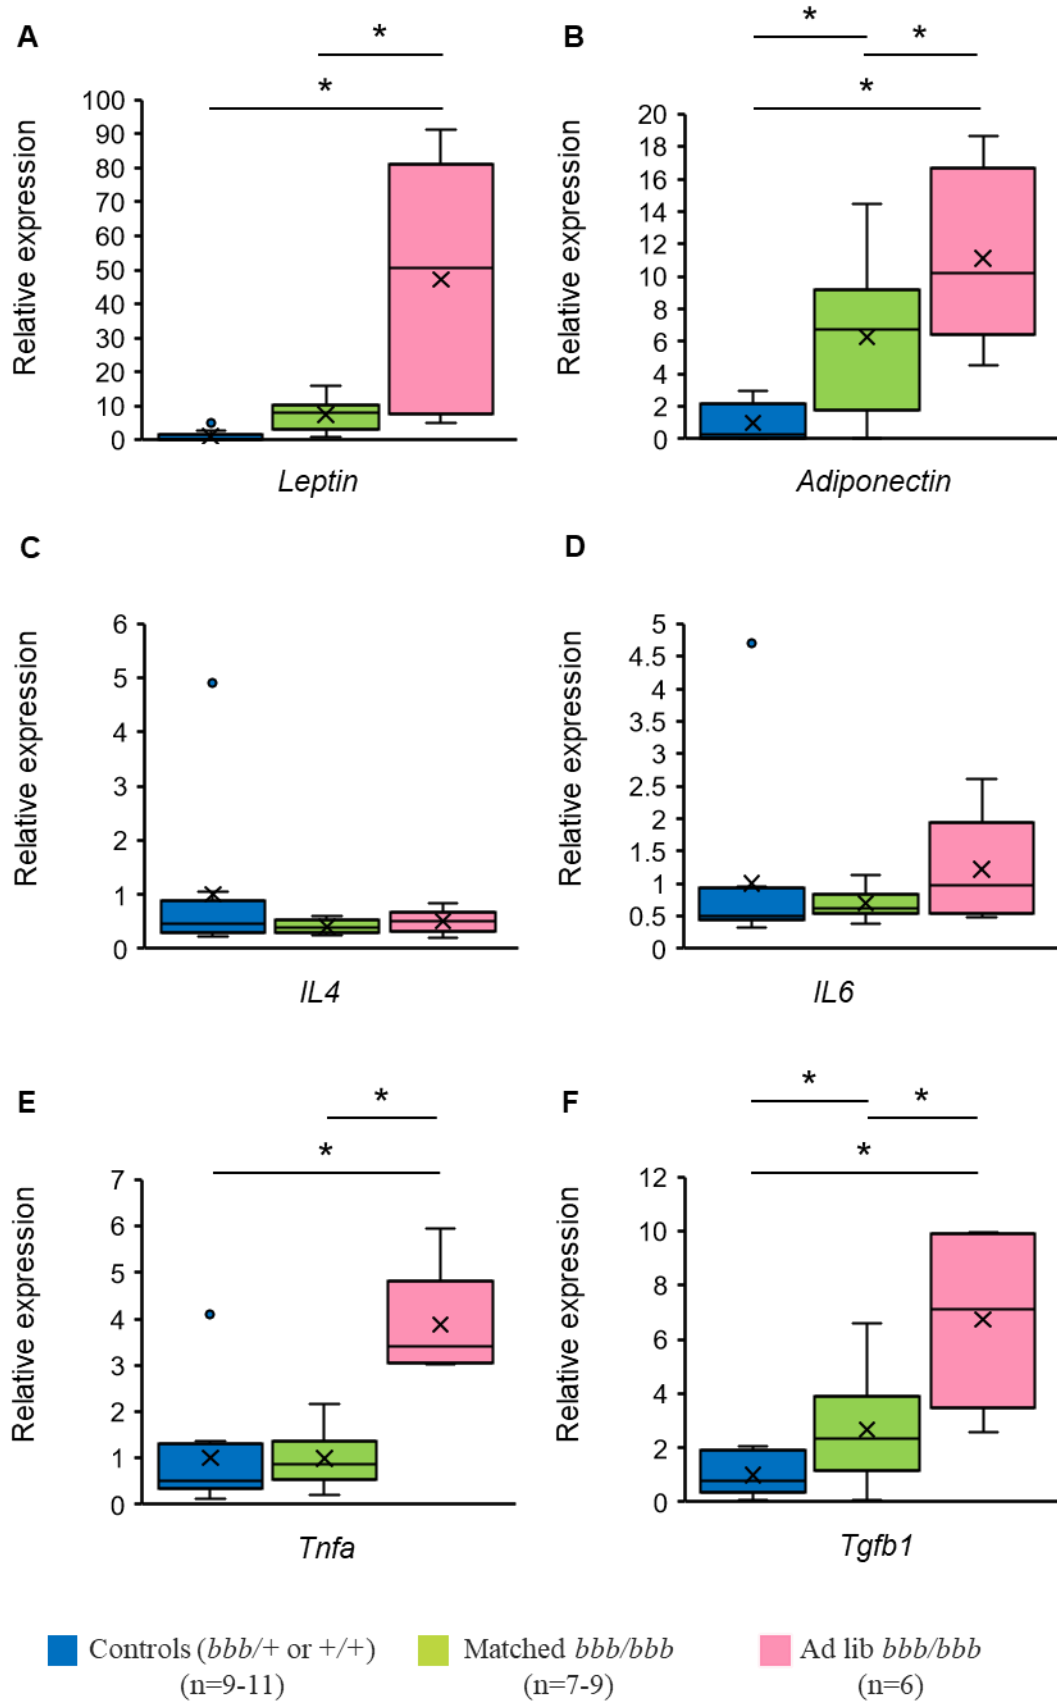 A
B
*
*
*
*
*
Relative expression
100
90
80
70
60
50
40
30
20
10
0
Leptin
Relative expression
20
18
16
14
12
10
8
6
4
2
0
Adiponectin
C
D
Relative expression
6
5
4
3
2
1
0
IL4
Relative expression
5
4.5
4
3.5
3
2.5
2
1.5
1
0.5
0
IL6
E
F
*
*
*
*
*
Relative expression
7
6
5
4
3
2
1
0
Tnfa
Relative expression
12
10
8
6
4
2
0
Tgfb1
Controls (bbb/+ or +/+)
(n=9-11)
Matched bbb/bbb
(n=7-9)
Ad lib bbb/bbb
(n=6)